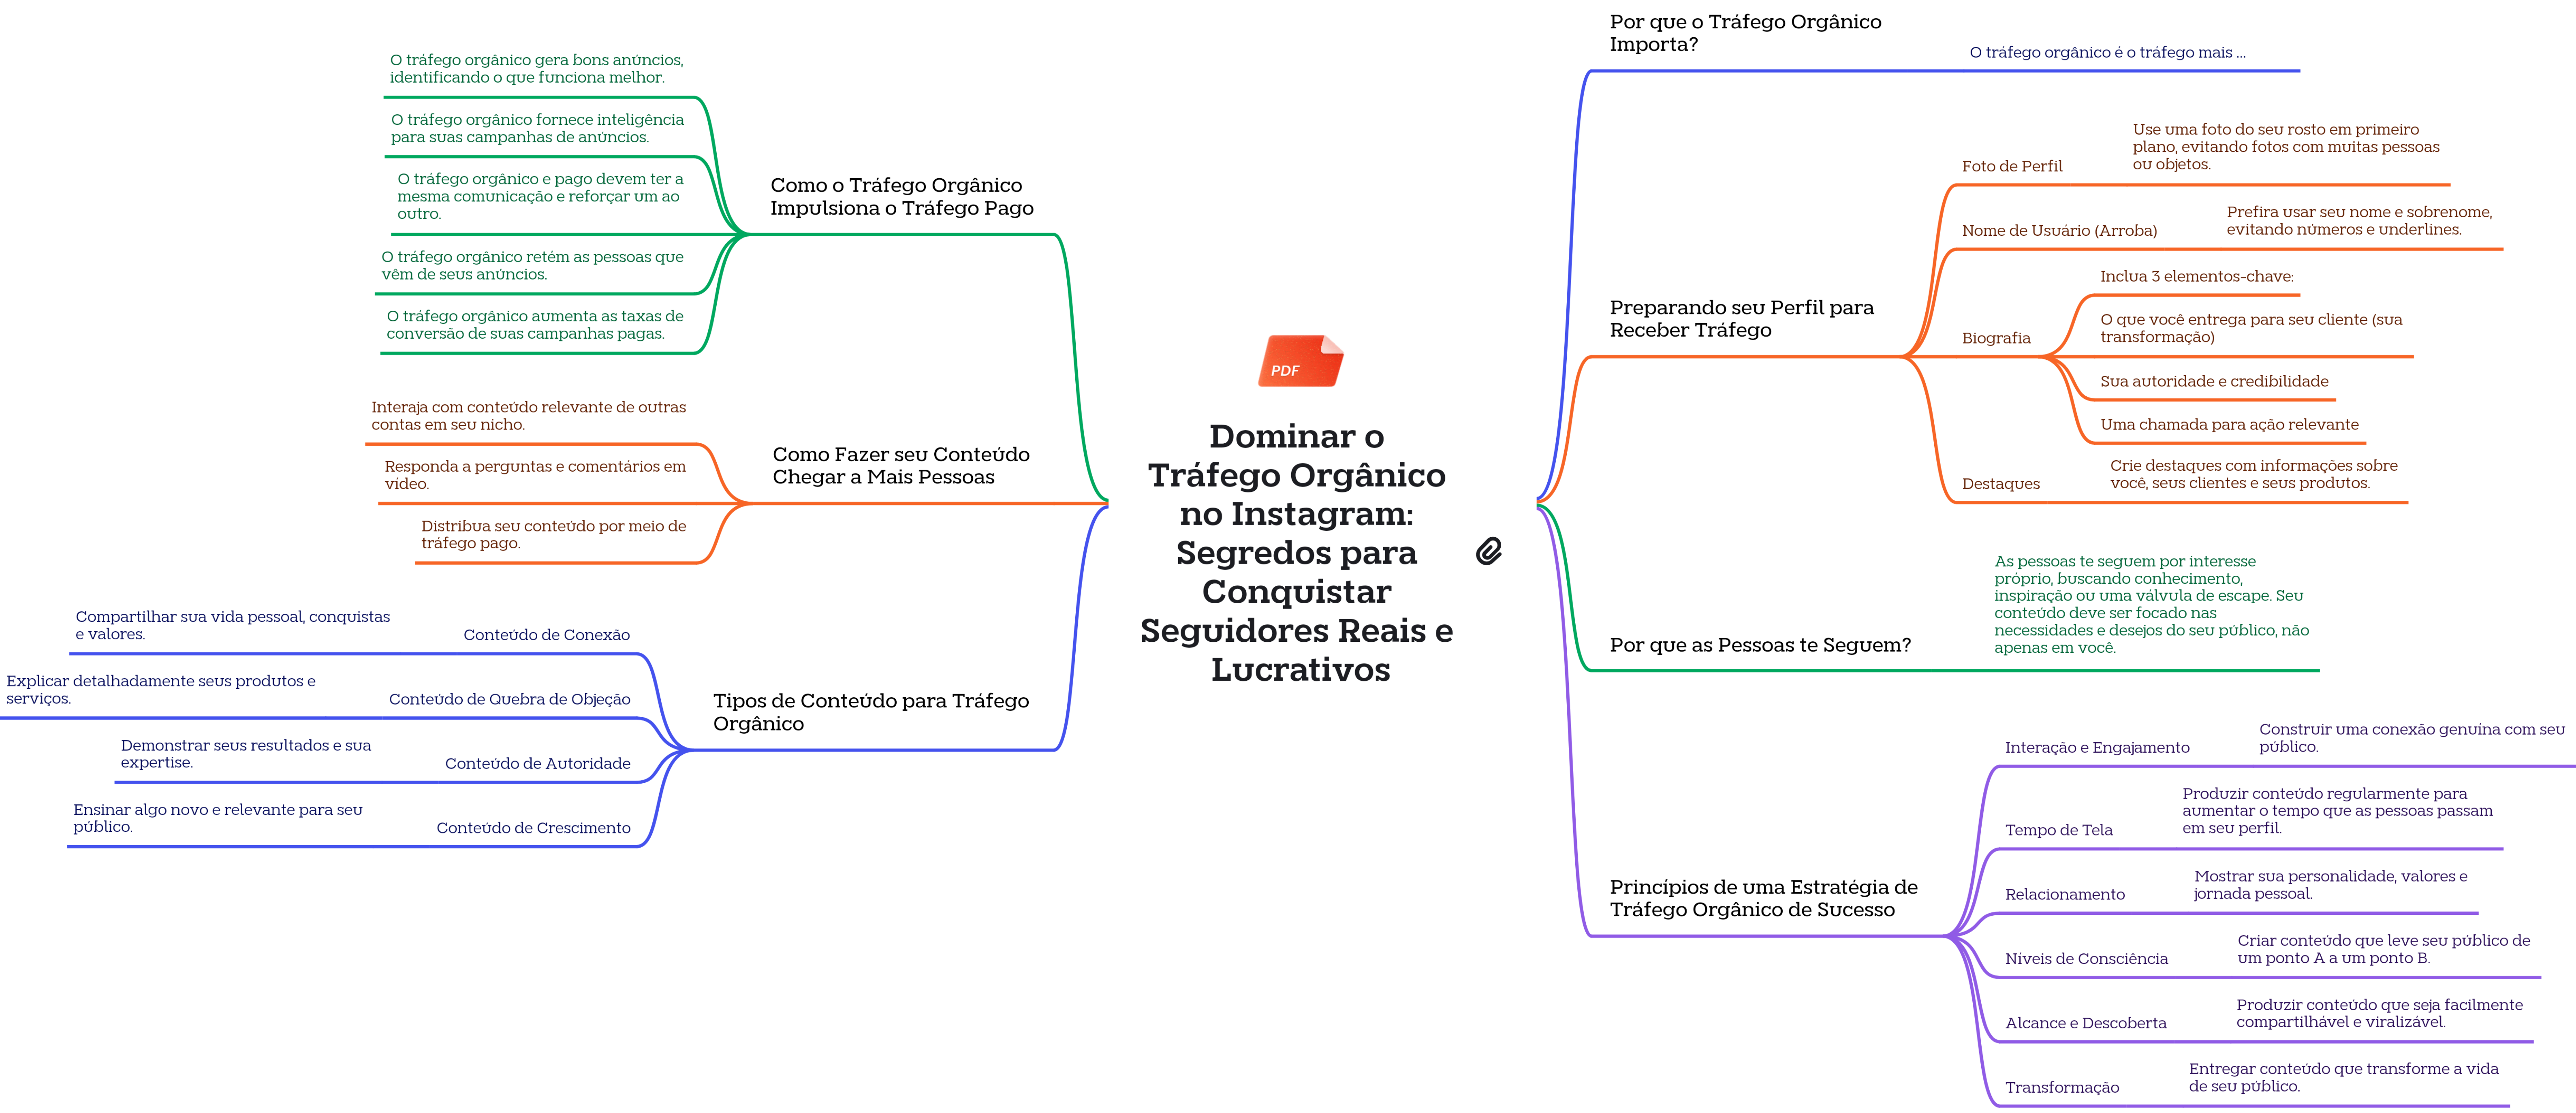 Dominar o
Tráfego Orgânico
no Instagram:
Segredos para
Conquistar
Seguidores Reais e
Lucrativos
PDF
Por que o Tráfego Orgânico
Importa?
O tráfego orgânico é o tráfego mais ...
Preparando seu Perfil para
Receber Tráfego
Foto de Perfil
Use uma foto do seu rosto em primeiro
plano, evitando fotos com muitas pessoas
ou objetos.
Nome de Usuário (Arroba)
Prefira usar seu nome e sobrenome,
evitando números e underlines.
Biografia
Inclua 3 elementos-chave:
O que você entrega para seu cliente (sua
transformação)
Sua autoridade e credibilidade
Uma chamada para ação relevante
Destaques
Crie destaques com informações sobre
você, seus clientes e seus produtos.
Por que as Pessoas te Seguem?
As pessoas te seguem por interesse
próprio, buscando conhecimento,
inspiração ou uma válvula de escape. Seu
conteúdo deve ser focado nas
necessidades e desejos do seu público, não
apenas em você.
Princípios de uma Estratégia de
Tráfego Orgânico de Sucesso
Interação e Engajamento
Construir uma conexão genuína com seu
público.
Tempo de Tela
Produzir conteúdo regularmente para
aumentar o tempo que as pessoas passam
em seu perfil.
Relacionamento
Mostrar sua personalidade, valores e
jornada pessoal.
Níveis de Consciência
Criar conteúdo que leve seu público de
um ponto A a um ponto B.
Alcance e Descoberta
Produzir conteúdo que seja facilmente
compartilhável e viralizável.
Transformação
Entregar conteúdo que transforme a vida
de seu público.
Como o Tráfego Orgânico
Impulsiona o Tráfego Pago
O tráfego orgânico gera bons anúncios,
identificando o que funciona melhor.
O tráfego orgânico fornece inteligência
para suas campanhas de anúncios.
O tráfego orgânico e pago devem ter a
mesma comunicação e reforçar um ao
outro.
O tráfego orgânico retém as pessoas que
vêm de seus anúncios.
O tráfego orgânico aumenta as taxas de
conversão de suas campanhas pagas.
Como Fazer seu Conteúdo
Chegar a Mais Pessoas
Interaja com conteúdo relevante de outras
contas em seu nicho.
Responda a perguntas e comentários em
vídeo.
Distribua seu conteúdo por meio de
tráfego pago.
Tipos de Conteúdo para Tráfego
Orgânico
Conteúdo de Conexão
Compartilhar sua vida pessoal, conquistas
e valores.
Conteúdo de Quebra de Objeção
Explicar detalhadamente seus produtos e
serviços.
Conteúdo de Autoridade
Demonstrar seus resultados e sua
expertise.
Conteúdo de Crescimento
Ensinar algo novo e relevante para seu
público.